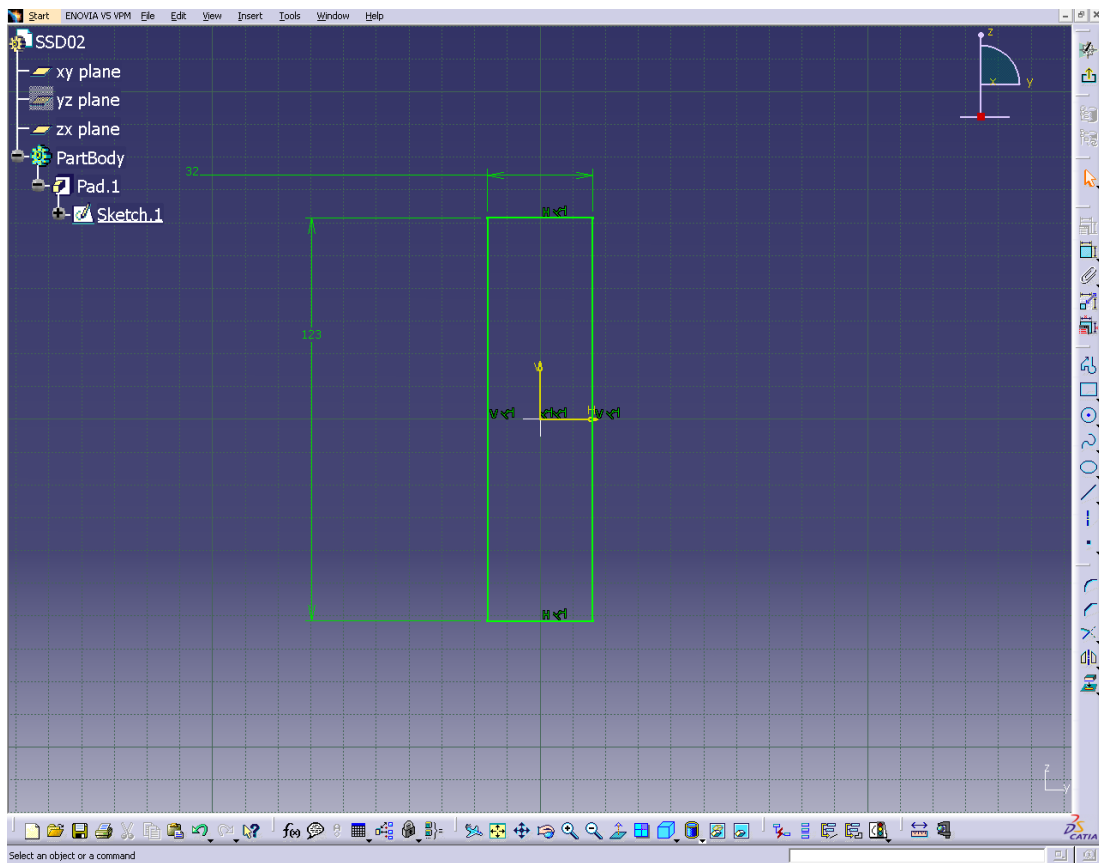 Start ENOVIA V5 VPM File Edit View Insert Tools Window Help
SSD02
xy plane
yz plane
zx plane
PartBody
Pad.1
Sketch.1
z
x y
32
H
123
V
V H V
H
z
y
f(x)
CATIA
Select an object or a command